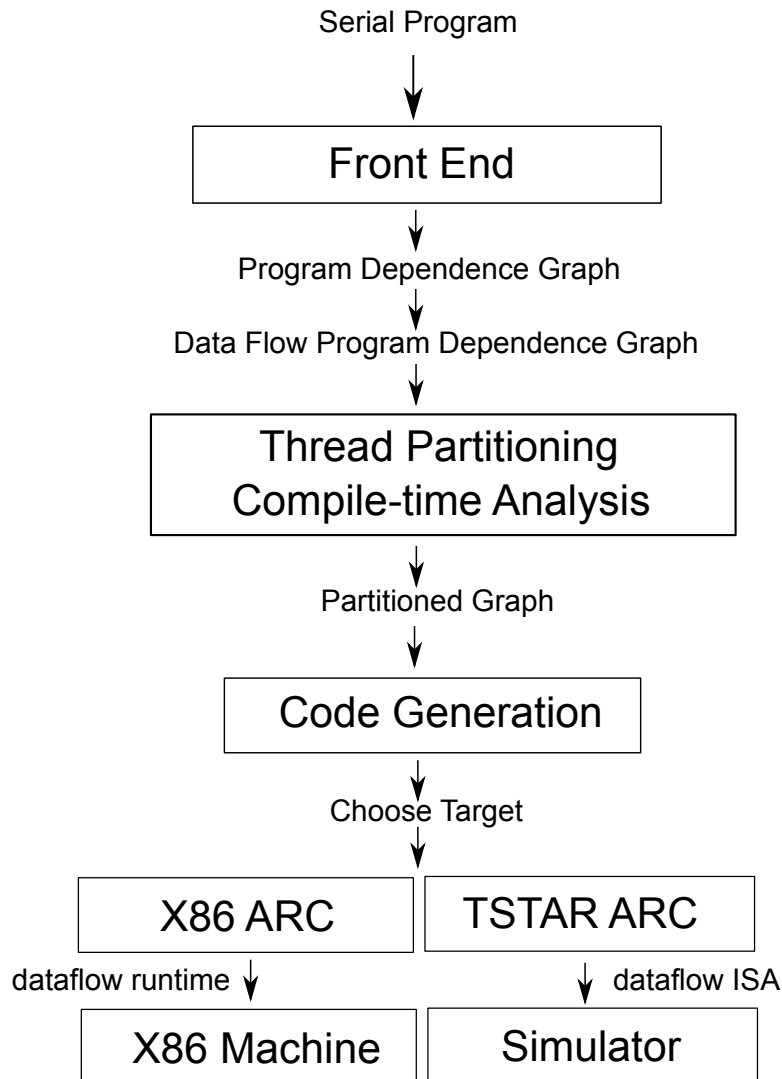 Serial Program
Front End
Program Dependence Graph
Data Flow Program Dependence Graph
Thread Partitioning
Compile-time Analysis
Partitioned Graph
Code Generation
Choose Target
X86 ARC
TSTAR ARC
dataflow runtime
dataflow ISA
X86 Machine
Simulator